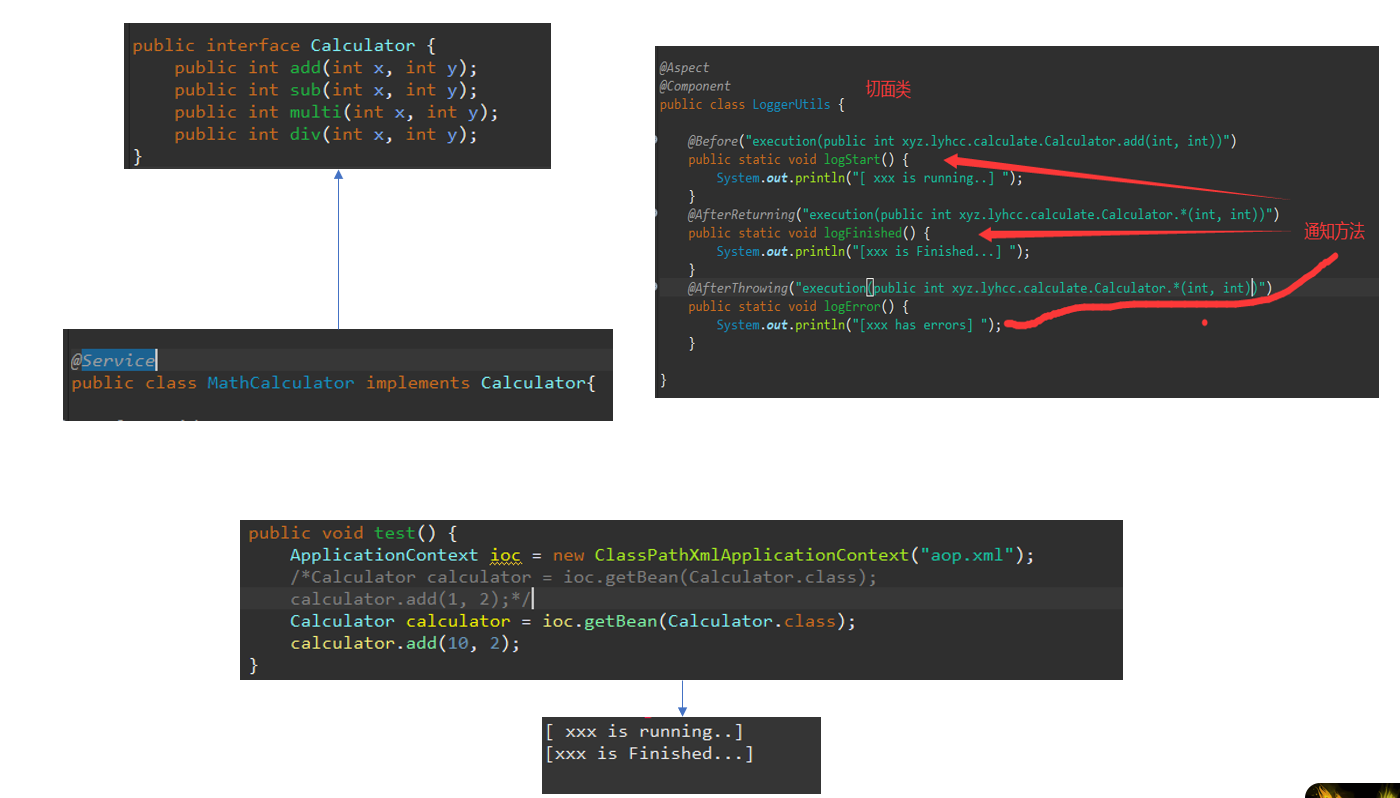 public interface Calculator {
public int add(int x, int y);
public int sub(int x, int y);
public int multi(int x, int y);
public int div(int x, int y);
}
@Service
public class MathCalculator implements Calculator{
@Aspect
@Component
切面类
public class LoggerUtils {
@Before("execution(public int xyz.lyhcc.calculate.Calculator.add(int, int))")
public static void logStart() {
System.out.println("[ xxx is running..] ");
}
@AfterReturning("execution(public int xyz.lyhcc.calculate.Calculator.*(int, int))")
public static void logFinished() {
通知方法
System.out.println("[xxx is Finished...] ");
}
@AfterThrowing("execution(public int xyz.lyhcc.calculate.Calculator.*(int, int))")
public static void logError() {
System.out.println("[xxx has errors] ");
}
}
public void test() {
ApplicationContext ioc = new ClassPathXmlApplicationContext("aop.xml");
/*Calculator calculator = ioc.getBean(Calculator.class);
calculator.add(1, 2);*/
Calculator calculator = ioc.getBean(Calculator.class);
calculator.add(10, 2);
}
[ xxx is running..]
[xxx is Finished...]